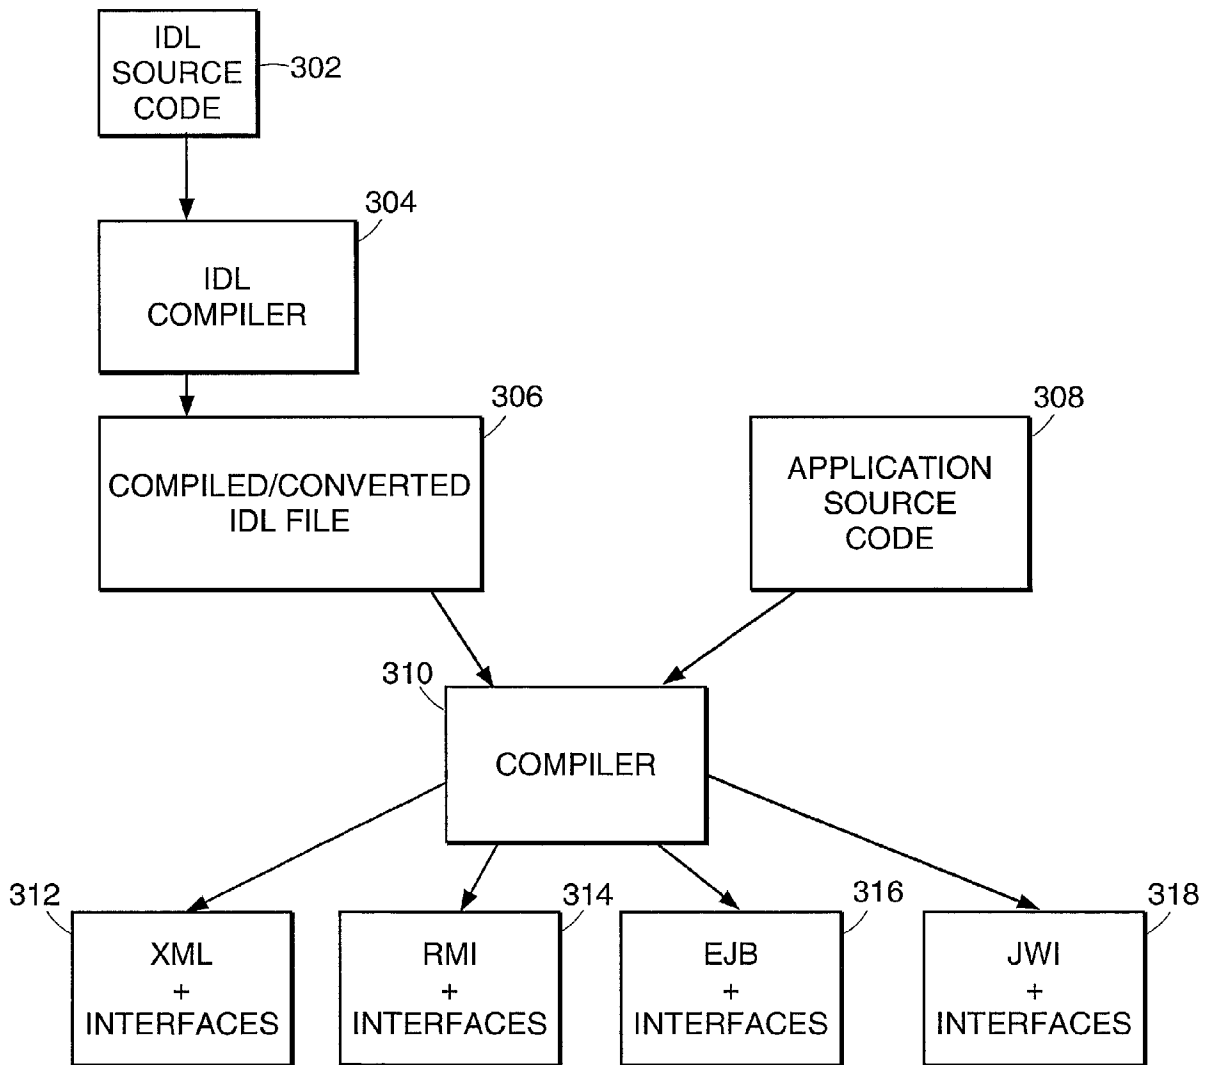 IDL
SOURCE
CODE
302
304
IDL
COMPILER
306
COMPILED/CONVERTED
IDL FILE
308
APPLICATION
SOURCE
CODE
310
COMPILER
312
XML
+
INTERFACES
314
RMI
+
INTERFACES
316
EJB
+
INTERFACES
318
JWI
+
INTERFACES